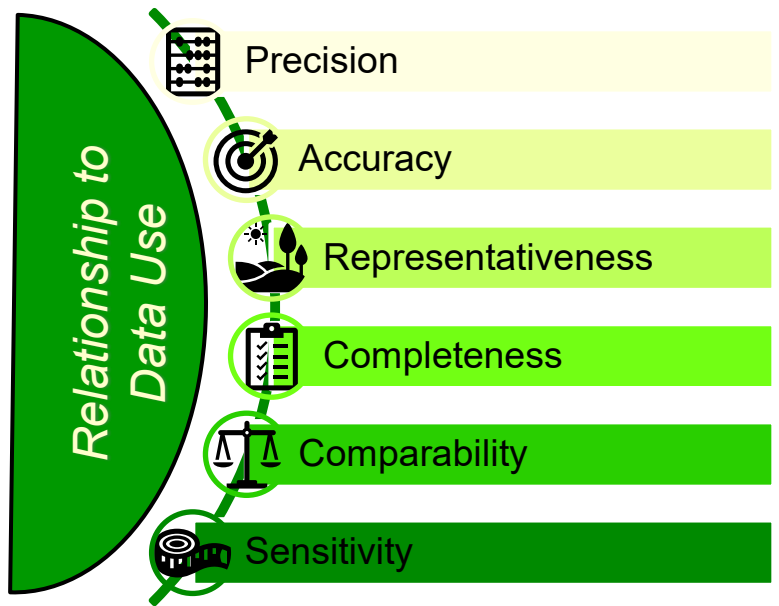 Relationship to
Data Use
Precision
Accuracy
Representativeness
Completeness
Comparability
Sensitivity